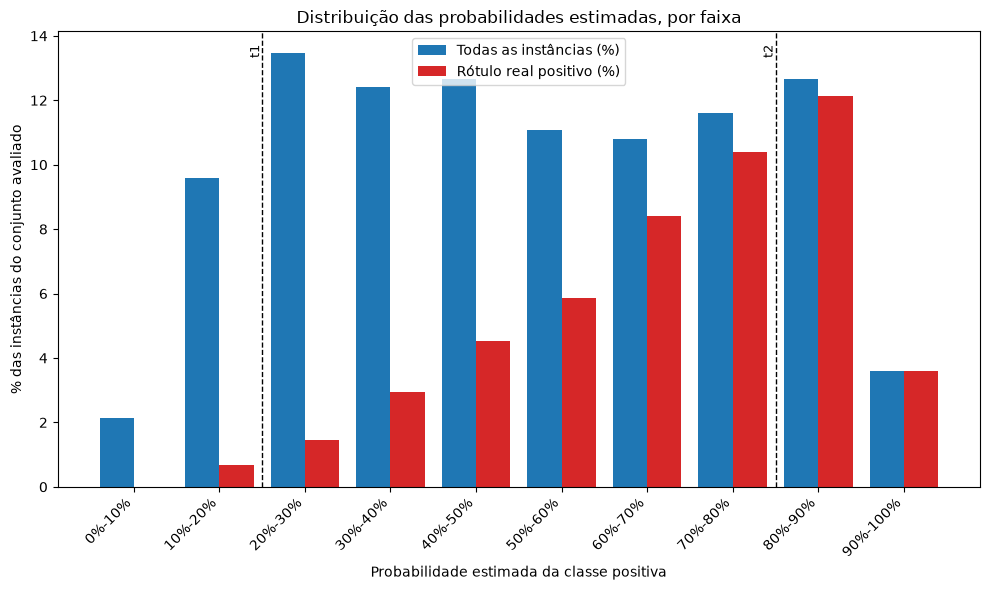 Distribuição das probabilidades estimadas, por faixa
Todas as instâncias (%)
Rótulo real positivo (%)
t1
t2
% das instâncias do conjunto avaliado
14
12
10
8
6
4
2
0
0%-10%
10%-20%
20%-30%
30%-40%
40%-50%
50%-60%
60%-70%
70%-80%
80%-90%
90%-100%
Probabilidade estimada da classe positiva